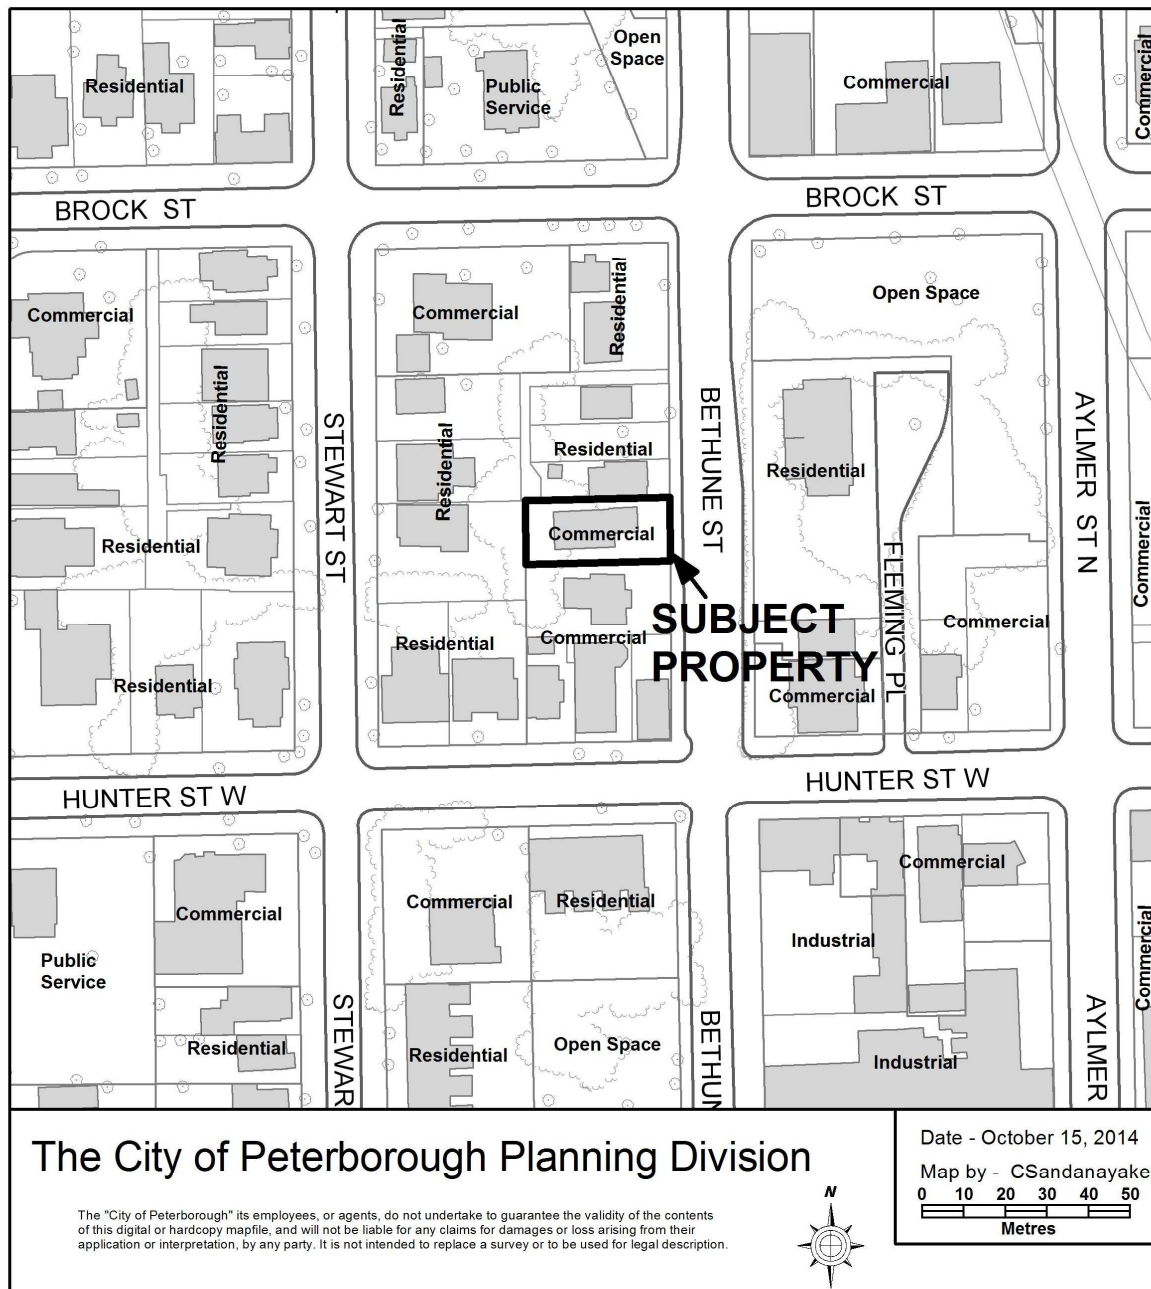 Residential
Residential
Public
Service
Open
Space
Commercial
Commercial
BROCK ST
BROCK ST
Commercial
Residential
STEWART ST
Commercial
Residential
Residential
Residential
Commercial
BETHUNE ST
Open Space
Residential
FLEMING PL
AYLMER ST N
Commercial
Residential
Residential
Residential
Commercial
SUBJECT
PROPERTY
Commercial
Commercial
HUNTER ST W
HUNTER ST W
Public
Service
Commercial
Residential
STEWAR
Commercial
Residential
Residential
Open Space
BETHUN
Commercial
Industrial
Industrial
AYLMER
Commercial
The City of Peterborough Planning Division
The "City of Peterborough" its employees, or agents, do not undertake to guarantee the validity of the contents
of this digital or hardcopy mapfile, and will not be liable for any claims for damages or loss arising from their
application or interpretation, by any party. It is not intended to replace a survey or to be used for legal description.
N
Date - October 15, 2014
Map by - CSandanayake
0 10 20 30 40 50
Metres